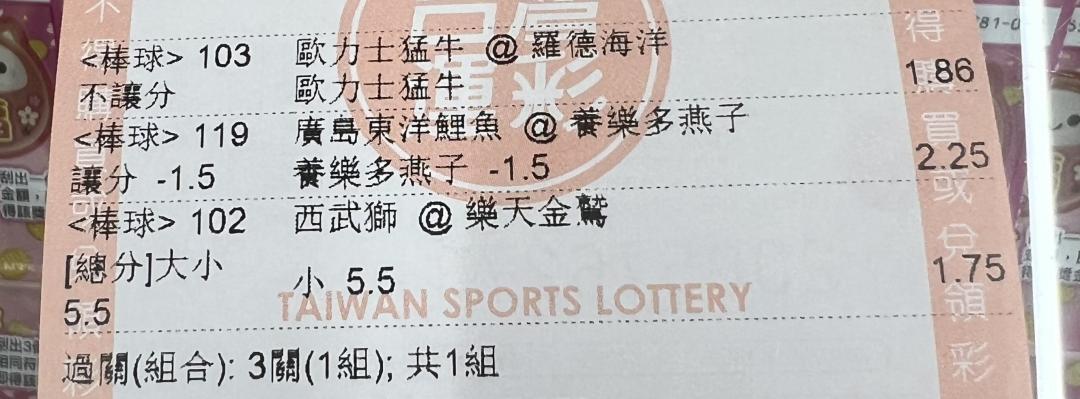 <棒球> 103 歐力士猛牛 @ 羅德海洋
不讓分 歐力士猛牛 1.86
<棒球> 119 廣島東洋鯉魚 @ 養樂多燕子
讓分 -1.5 養樂多燕子 -1.5 2.25
<棒球> 102 西武獅 @ 樂天金鷲
[總分]大小 小 5.5 1.75
5.5
TAIWAN SPORTS LOTTERY
過關(組合): 3關(1組); 共1組